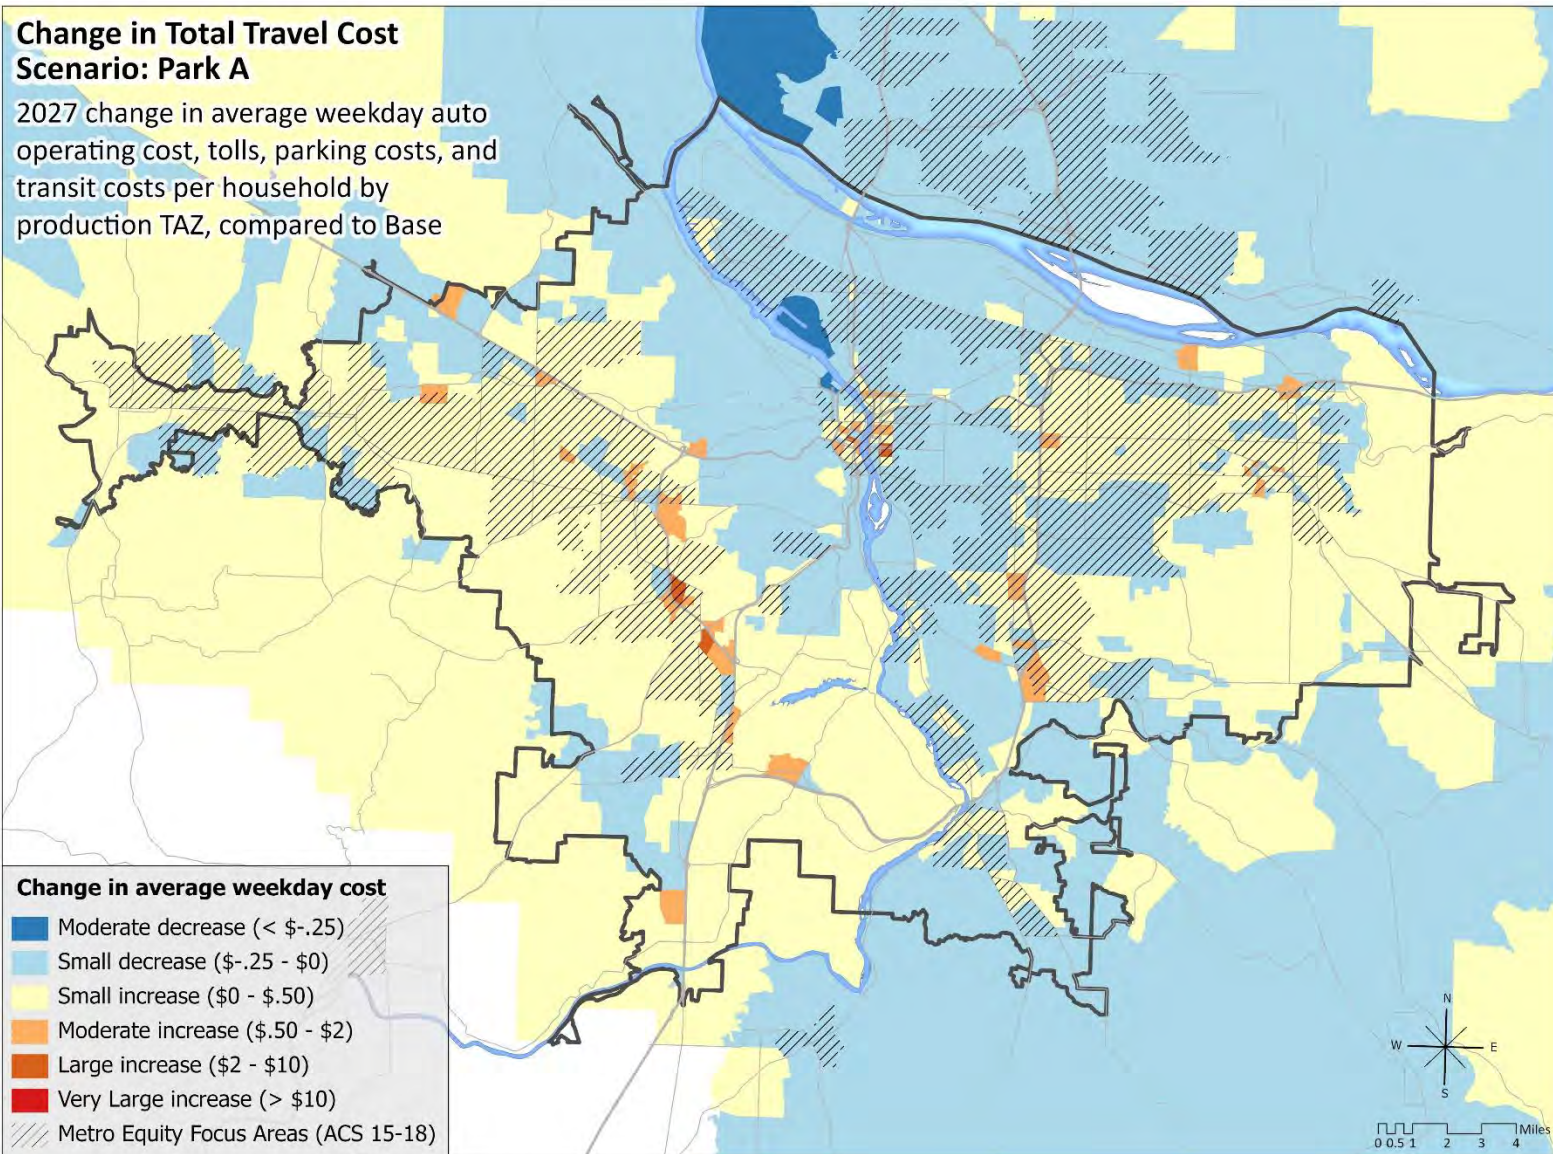 Change in Total Travel Cost
Scenario: Park A
2027 change in average weekday auto
operating cost, tolls, parking costs, and
transit costs per household by
production TAZ, compared to Base
Change in average weekday cost
Moderate decrease (< $-.25)
Small decrease ($-.25 - $0)
Small increase ($0 - $.50)
Moderate increase ($.50 - $2)
Large increase ($2 - $10)
Very Large increase (> $10)
Metro Equity Focus Areas (ACS 15-18)
N
W E
S
Miles
0 0.5 1 2 3 4